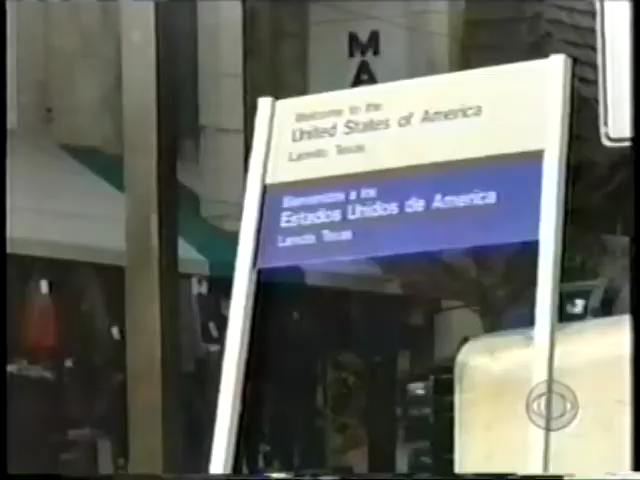 MA
Welcome to the
United States of America
Laredo, Texas
Bienvenidos a los
Estados Unidos de America
Laredo, Texas